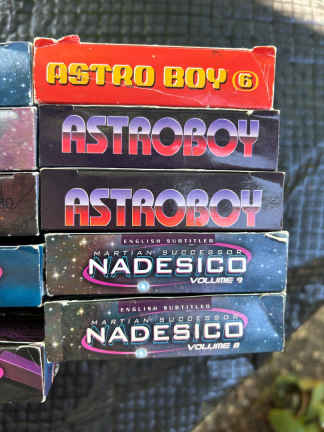 ASTRO BOY 6
ASTROBOY
ASTROBOY
ENGLISH SUBTITLED
MARTIAN SUCCESSOR
NADESICO
VOLUME 9
ENGLISH SUBTITLED
MARTIAN SUCCESSOR
NADESICO
VOLUME 8